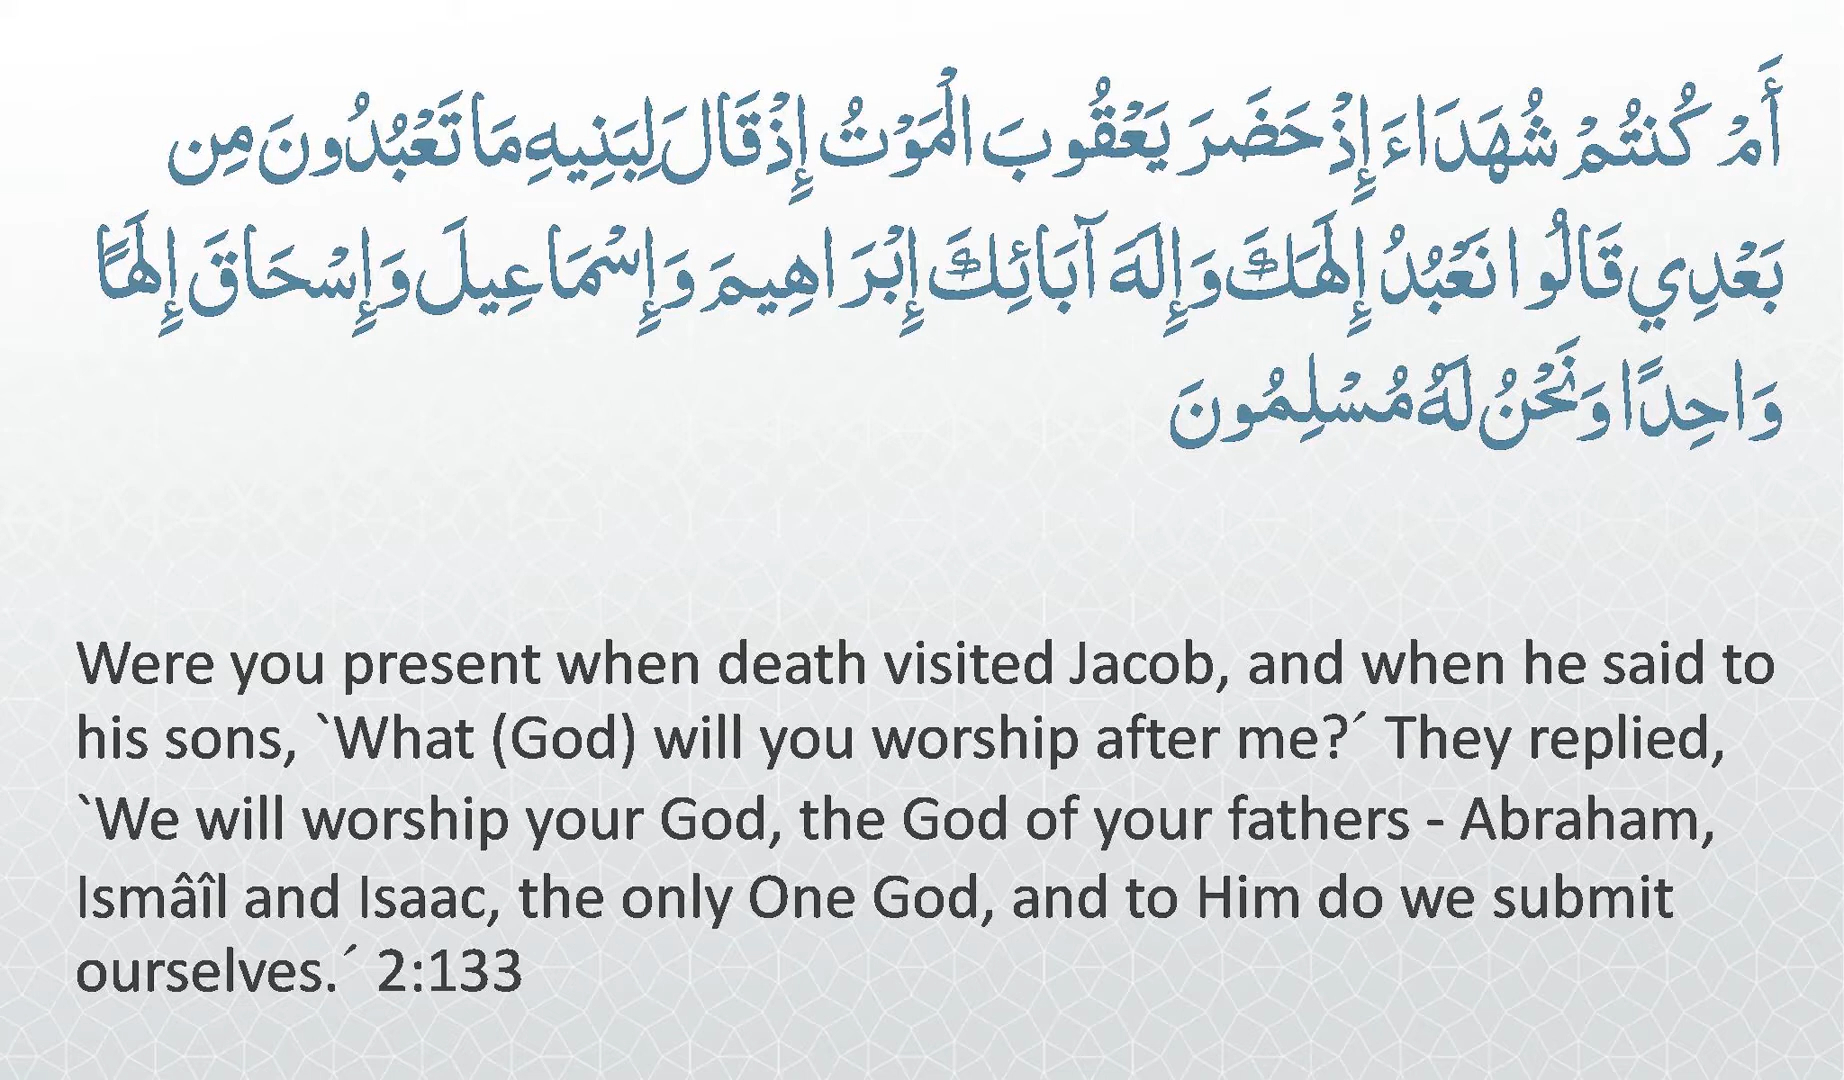 أَمْ كُنتُمْ شُهَدَاءَ إِذْ حَضَرَ يَعْقُوبَ الْمَوْتُ إِذْ قَالَ لِبَنِيهِ مَا تَعْبُدُونَ مِن
بَعْدِي قَالُوا نَعْبُدُ إِلَهَكَ وَإِلَهَ آبَائِكَ إِبْرَاهِيمَ وَإِسْمَاعِيلَ وَإِسْحَاقَ إِلَهًا
وَاحِدًا وَنَحْنُ لَهُ مُسْلِمُونَ
Were you present when death visited Jacob, and when he said to
his sons, `What (God) will you worship after me?´ They replied,
`We will worship your God, the God of your fathers - Abraham,
Ismâîl and Isaac, the only One God, and to Him do we submit
ourselves.´ 2:133